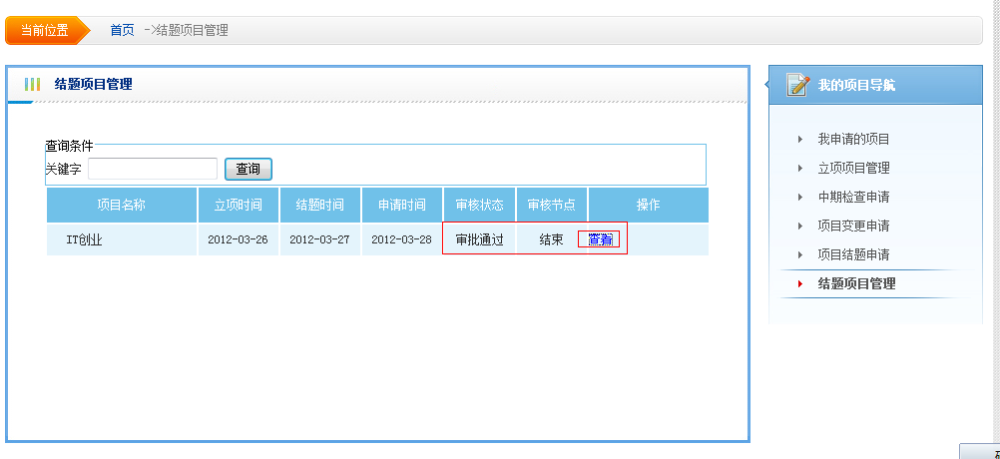 当前位置 首页 ->结题项目管理
结题项目管理
查询条件
关键字 查询
项目名称 立项时间 结题时间 申请时间 审核状态 审核节点 操作
IT创业 2012-03-26 2012-03-27 2012-03-28 审批通过 结束 查看
我的项目导航
我申请的项目
立项项目管理
中期检查申请
项目变更申请
项目结题申请
结题项目管理